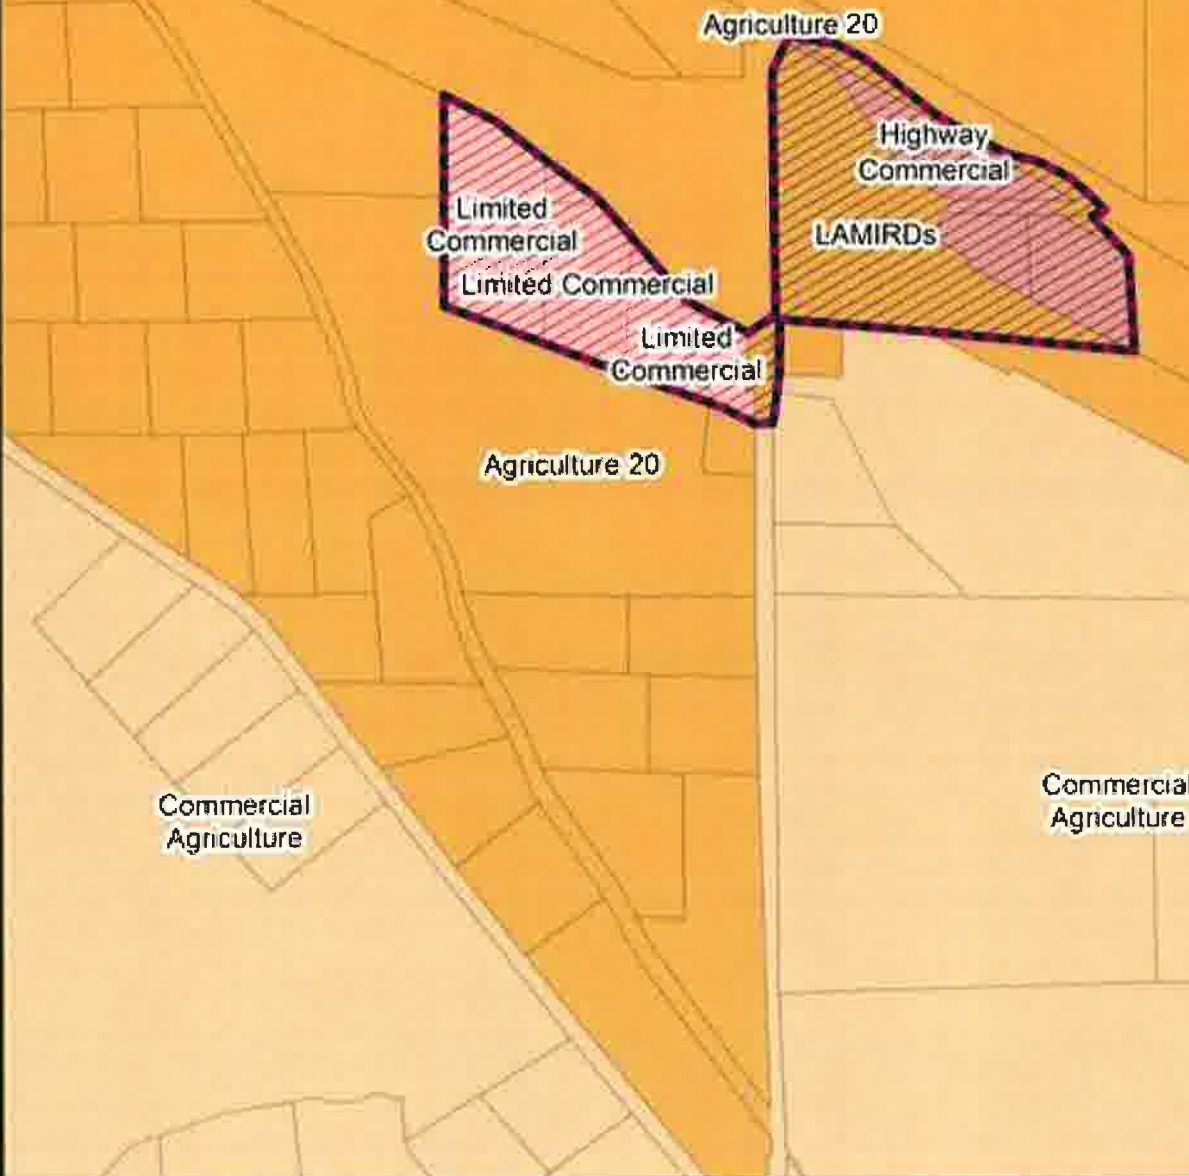 Agriculture 20
Highway
Commercial
Limited
Commercial
LAMIRDs
Limited Commercial
Limited
Commercial
Agriculture 20
Commercial
Agriculture
Commercial
Agriculture